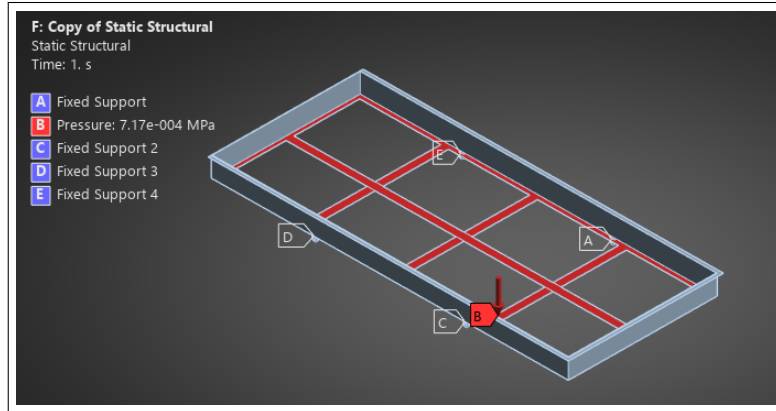 F: Copy of Static Structural
Static Structural
Time: 1. s
A Fixed Support
B Pressure: 7.17e-004 MPa
C Fixed Support 2
D Fixed Support 3
E Fixed Support 4
E
A
D
C
B